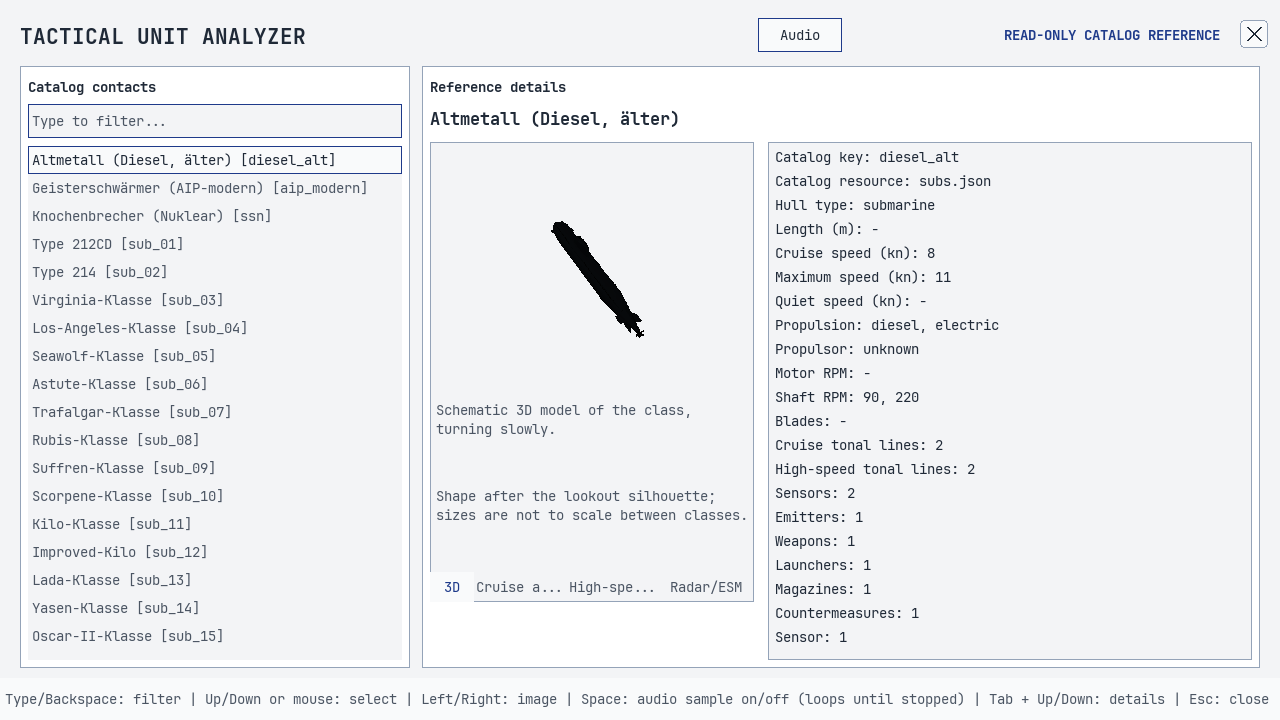 TACTICAL UNIT ANALYZER
Audio
READ-ONLY CATALOG REFERENCE
Catalog contacts
Type to filter...
Altmetall (Diesel, älter) [diesel_alt]
Geisterschwärmer (AIP-modern) [aip_modern]
Knochenbrecher (Nuklear) [ssn]
Type 212CD [sub_01]
Type 214 [sub_02]
Virginia-Klasse [sub_03]
Los-Angeles-Klasse [sub_04]
Seawolf-Klasse [sub_05]
Astute-Klasse [sub_06]
Trafalgar-Klasse [sub_07]
Rubis-Klasse [sub_08]
Suffren-Klasse [sub_09]
Scorpene-Klasse [sub_10]
Kilo-Klasse [sub_11]
Improved-Kilo [sub_12]
Lada-Klasse [sub_13]
Yasen-Klasse [sub_14]
Oscar-II-Klasse [sub_15]
Reference details
Altmetall (Diesel, älter)
Schematic 3D model of the class,
turning slowly.
Shape after the lookout silhouette;
sizes are not to scale between classes.
3D Cruise a... High-spe... Radar/ESM
Catalog key: diesel_alt
Catalog resource: subs.json
Hull type: submarine
Length (m): -
Cruise speed (kn): 8
Maximum speed (kn): 11
Quiet speed (kn): -
Propulsion: diesel, electric
Propulsor: unknown
Motor RPM: -
Shaft RPM: 90, 220
Blades: -
Cruise tonal lines: 2
High-speed tonal lines: 2
Sensors: 2
Emitters: 1
Weapons: 1
Launchers: 1
Magazines: 1
Countermeasures: 1
Sensor: 1
Type/Backspace: filter | Up/Down or mouse: select | Left/Right: image | Space: audio sample on/off (loops until stopped) | Tab + Up/Down: details | Esc: close